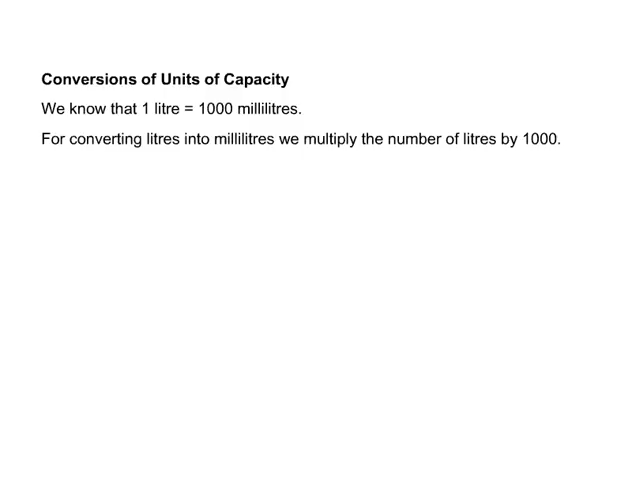 Conversions of Units of Capacity
We know that 1 litre = 1000 millilitres.
For converting litres into millilitres we multiply the number of litres by 1000.